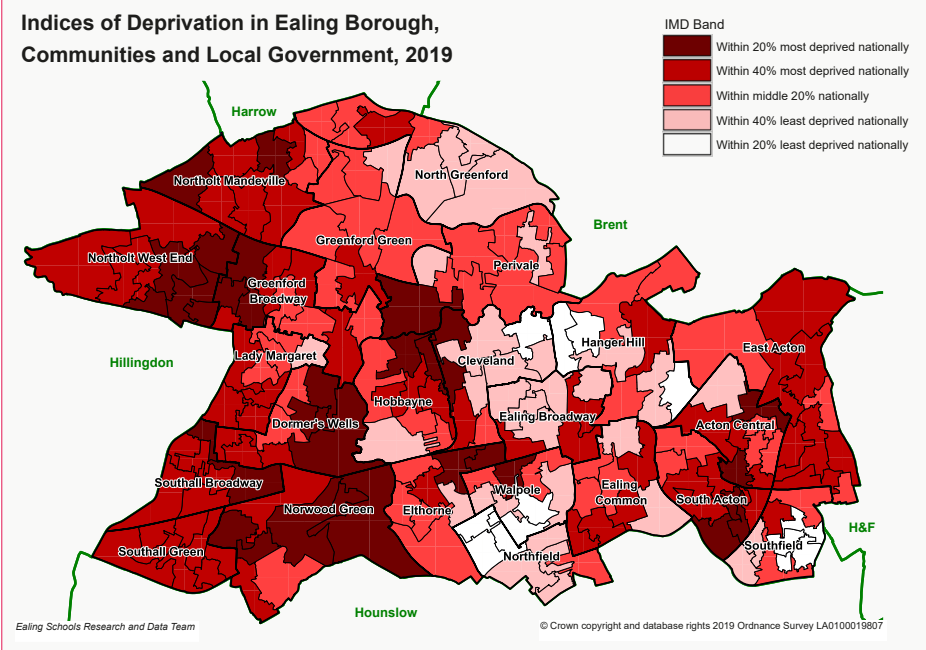 Indices of Deprivation in Ealing Borough,
Communities and Local Government, 2019
IMD Band
Within 20% most deprived nationally
Within 40% most deprived nationally
Within middle 20% nationally
Within 40% least deprived nationally
Within 20% least deprived nationally
Harrow
North Greenford
Northolt Mandeville
Brent
Greenford Green
Northolt West End
Perivale
Greenford
Broadway
Hanger Hill
East Acton
Hillingdon
Lady Margaret
Cleveland
Hobbayne
Ealing Broadway
Dormer's Wells
Acton Central
Southall Broadway
Walpole
Ealing
Common
South Acton
Norwood Green
Elthorne
H&F
Southall Green
Northfield
Southfield
Hounslow
Ealing Schools Research and Data Team
© Crown copyright and database rights 2019 Ordnance Survey LA0100019807